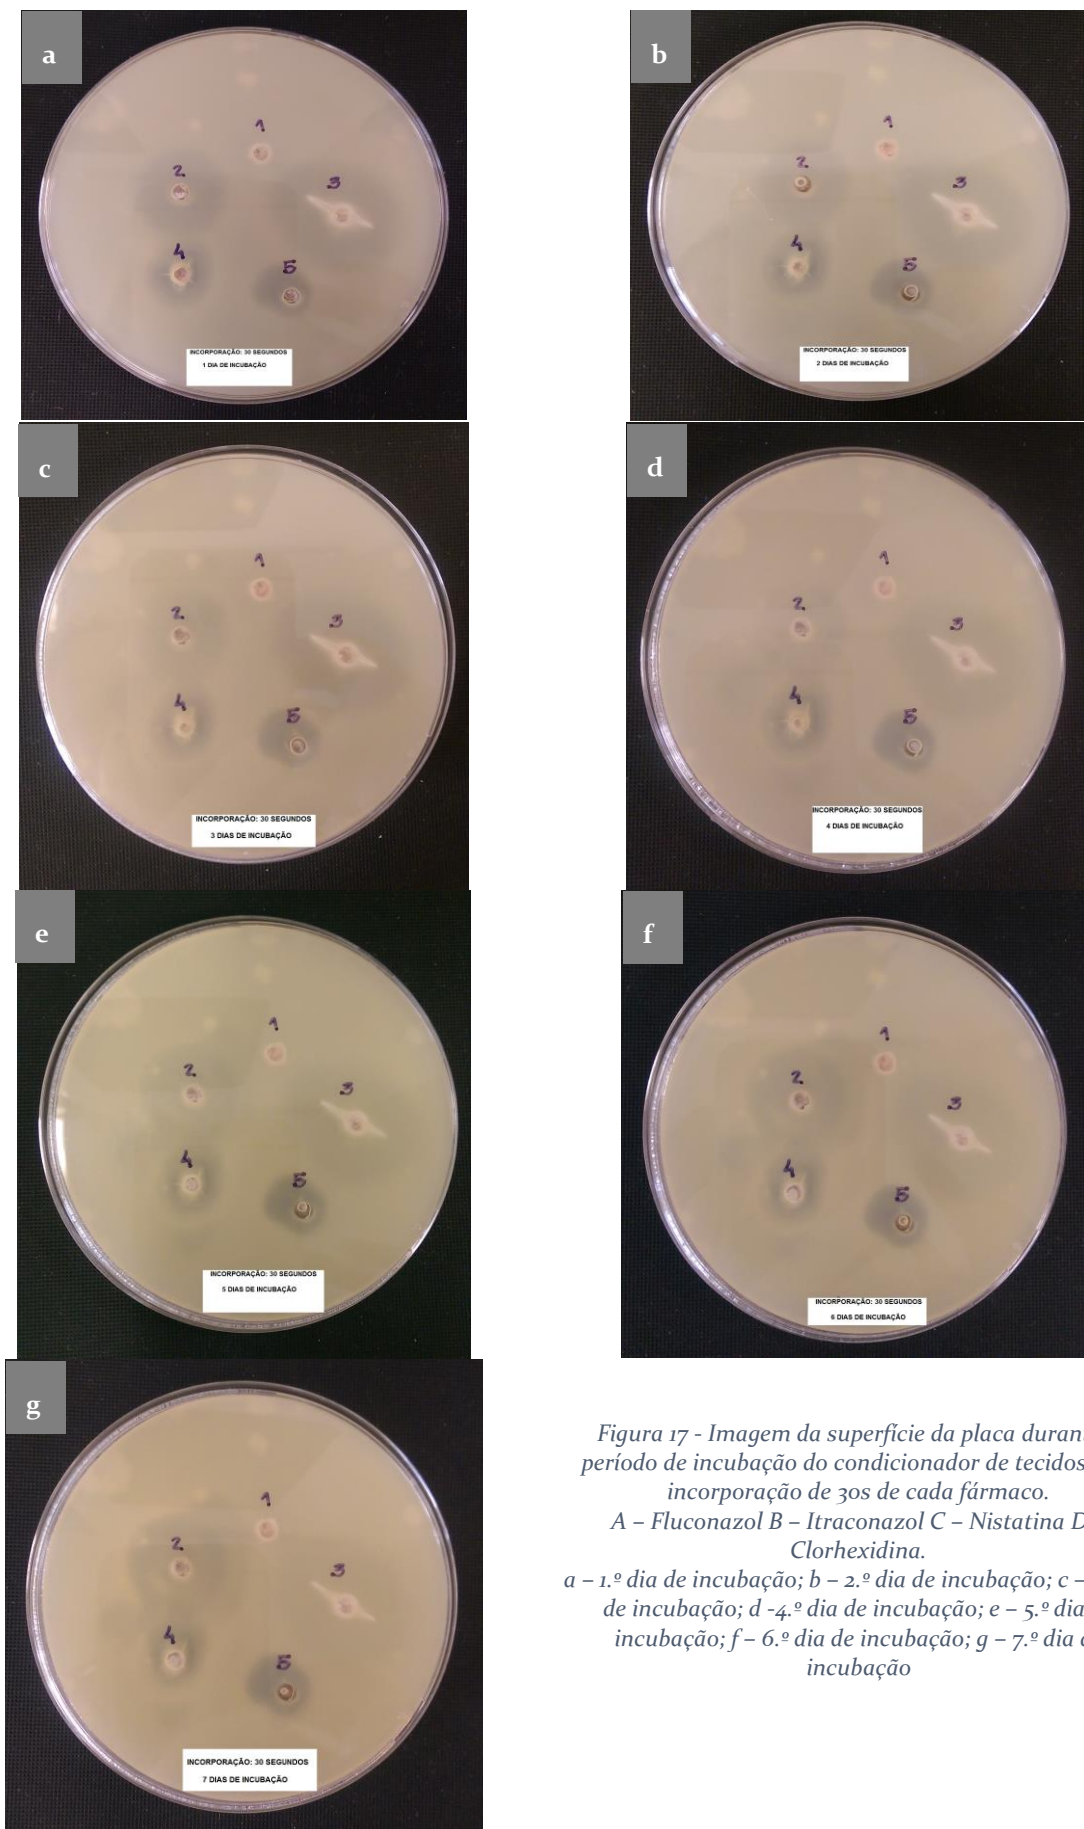 a
1
2
3
4
5
INCORPORAÇÃO: 30 SEGUNDOS
1 DIA DE INCUBAÇÃO
b
1
2
3
4
5
INCORPORAÇÃO: 30 SEGUNDOS
2 DIAS DE INCUBAÇÃO
c
1
2
3
4
5
INCORPORAÇÃO: 30 SEGUNDOS
3 DIAS DE INCUBAÇÃO
d
1
2
3
4
5
INCORPORAÇÃO: 30 SEGUNDOS
4 DIAS DE INCUBAÇÃO
e
1
2
3
4
5
INCORPORAÇÃO: 30 SEGUNDOS
5 DIAS DE INCUBAÇÃO
f
1
2
3
4
5
INCORPORAÇÃO: 30 SEGUNDOS
6 DIAS DE INCUBAÇÃO
g
1
2
3
4
5
INCORPORAÇÃO: 30 SEGUNDOS
7 DIAS DE INCUBAÇÃO
Figura 17 - Imagem da superfície da placa
período de incubação do condicionador de tecidos
incorporação de 30s de cada fármaco.
A – Fluconazol B – Itraconazol C – Nistatina D
Clorhexidina.
a – 1.º dia de incubação; b – 2.º dia de incubação; c –
de incubação; d -4.º dia de incubação; e – 5.º dia
incubação; f – 6.º dia de incubação; g – 7.º dia
incubação